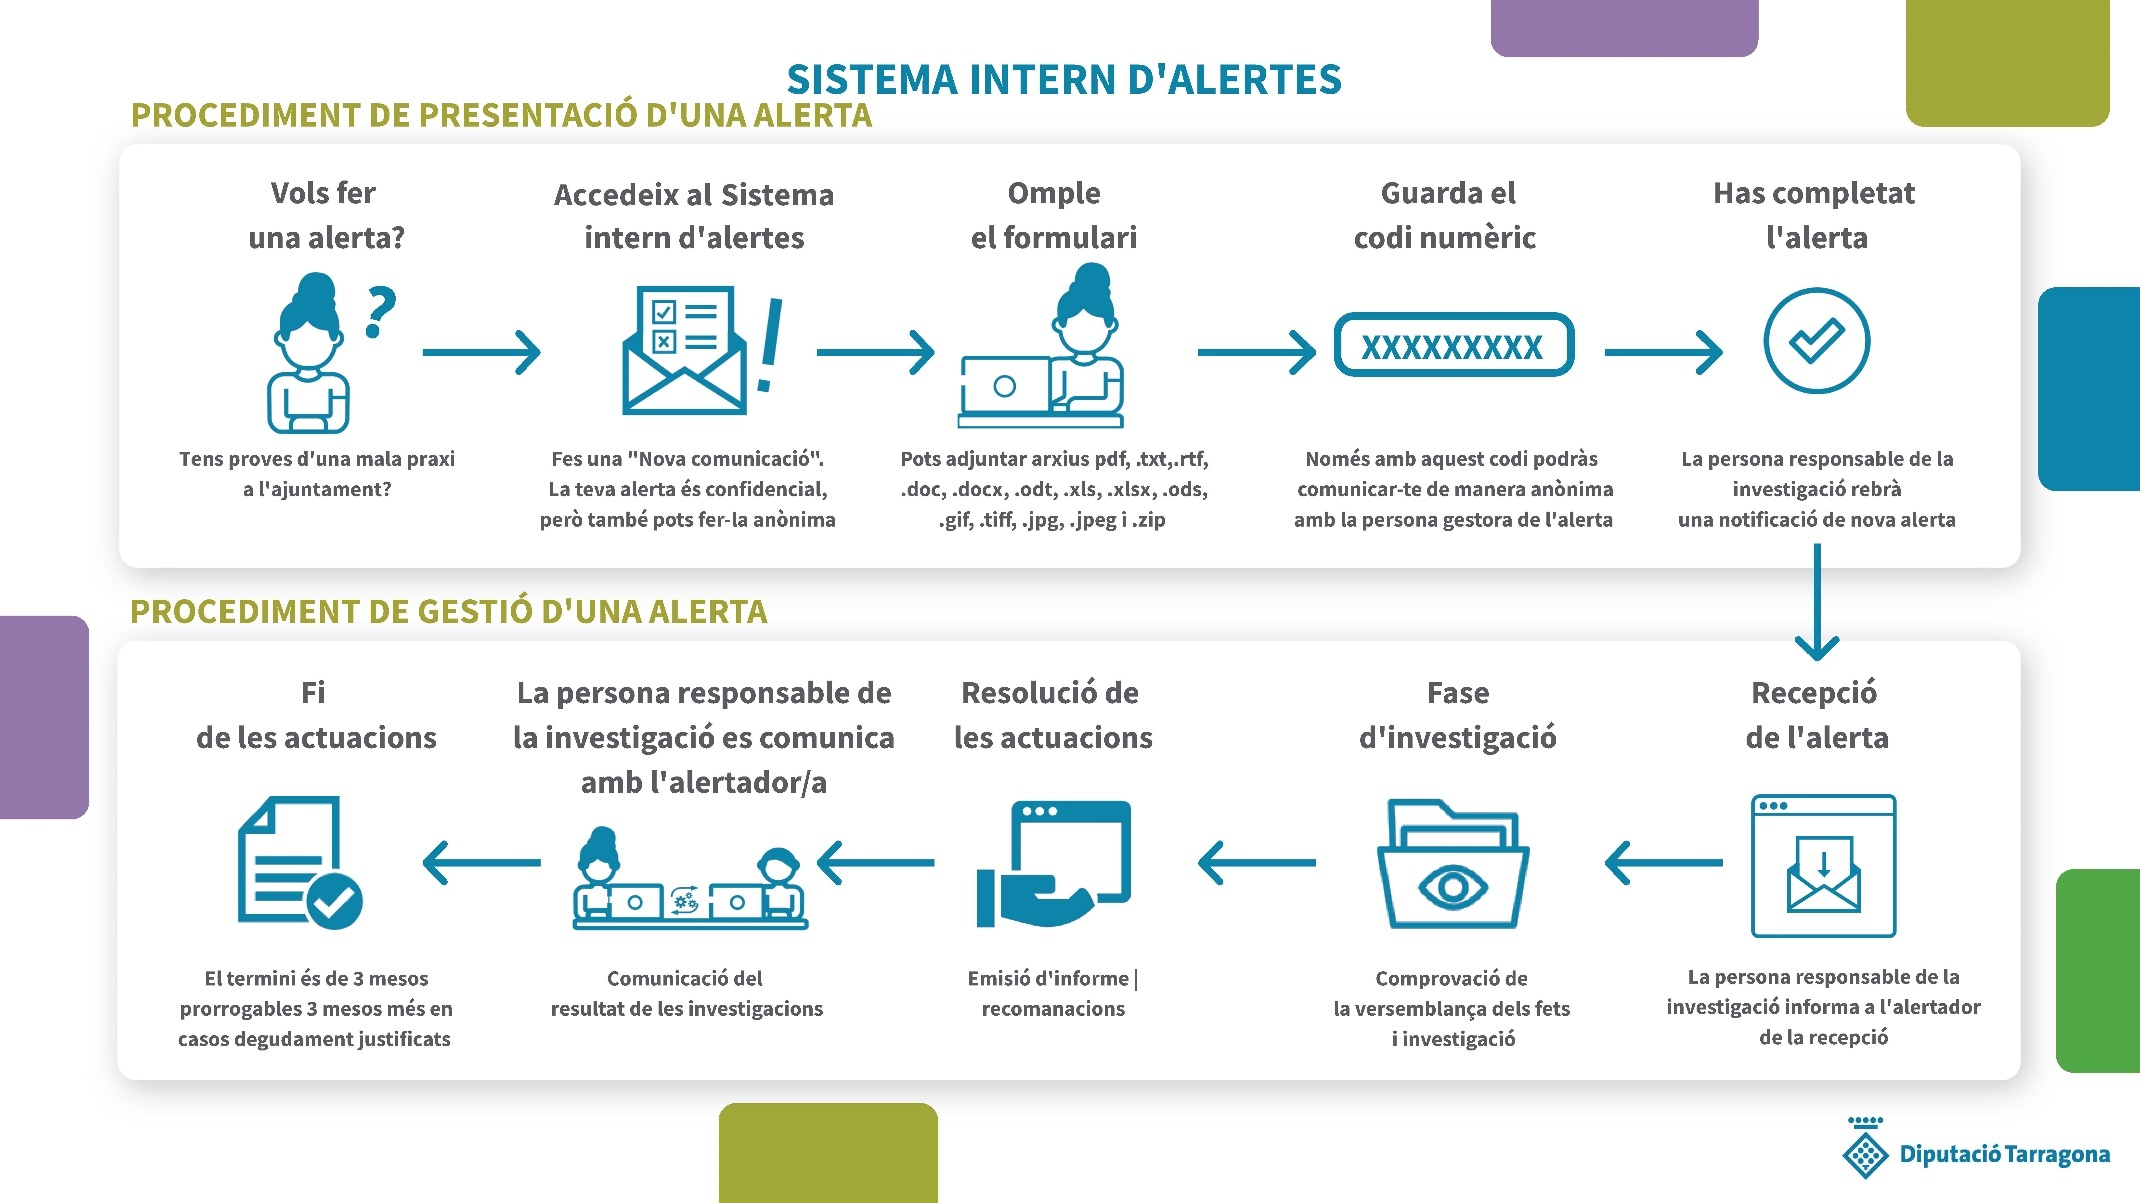 SISTEMA INTERN D'ALERTES
PROCEDIMENT DE PRESENTACIÓ D'UNA ALERTA
Vols fer
una alerta?
?
Tens proves d'una mala praxi
a l'ajuntament?
Accedeix al Sistema
intern d'alertes
!
Fes una "Nova comunicació".
La teva alerta és confidencial,
però també pots fer-la anònima
Omple
el formulari
Pots adjuntar arxius pdf, .txt,.rtf,
.doc, .docx, .odt, .xls, .xlsx, .ods,
.gif, .tiff, .jpg, .jpeg i .zip
Guarda el
codi numèric
XXXXXXXXX
Només amb aquest codi podràs
comunicar-te de manera anònima
amb la persona gestora de l'alerta
Has completat
l'alerta
La persona responsable de la
investigació rebrà
una notificació de nova alerta
PROCEDIMENT DE GESTIÓ D'UNA ALERTA
Recepció
de l'alerta
La persona responsable de la
investigació informa a l'alertador
de la recepció
Fase
d'investigació
Comprovació de
la versemblança dels fets
i investigació
Resolució de
les actuacions
Emisió d'informe |
recomanacions
La persona responsable de
la investigació es comunica
amb l'alertador/a
Comunicació del
resultat de les investigacions
Fi
de les actuacions
El termini és de 3 mesos
prorrogables 3 mesos més en
casos degudament justificats
Diputació Tarragona